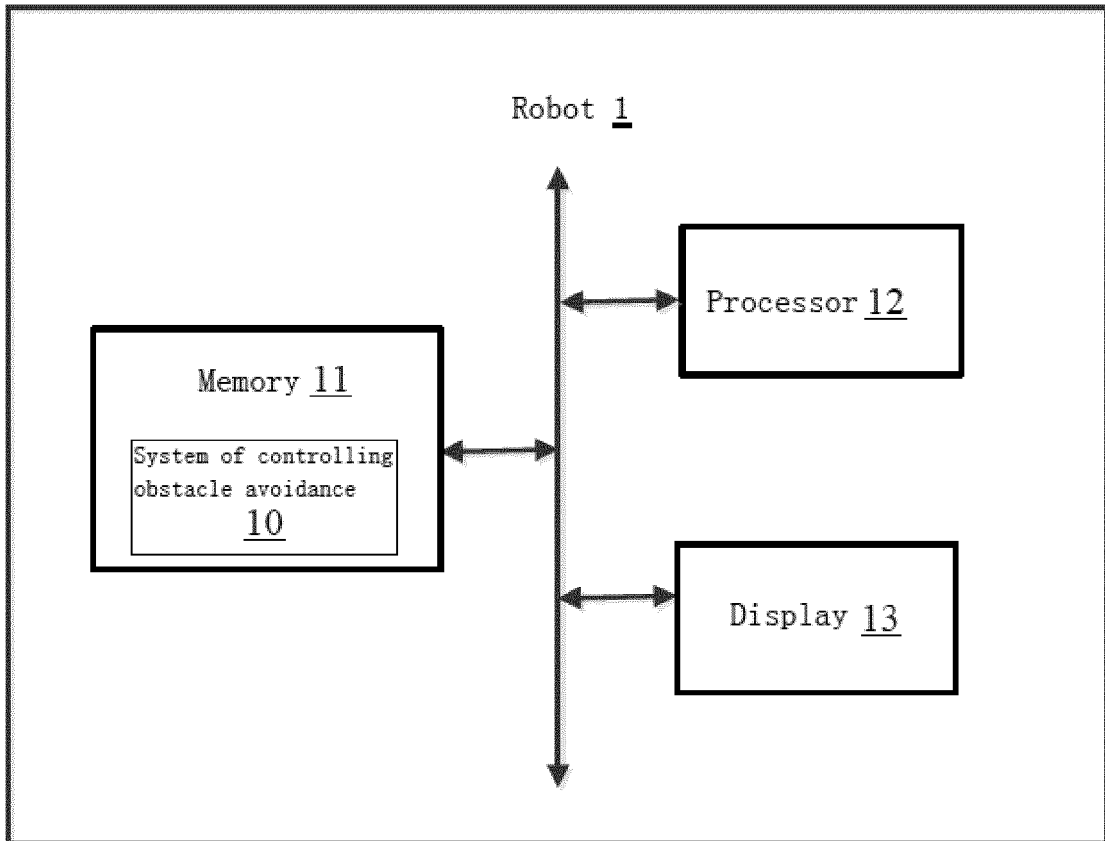 Robot 1
Processor 12
Memory 11
System of controlling
obstacle avoidance
10
Display 13